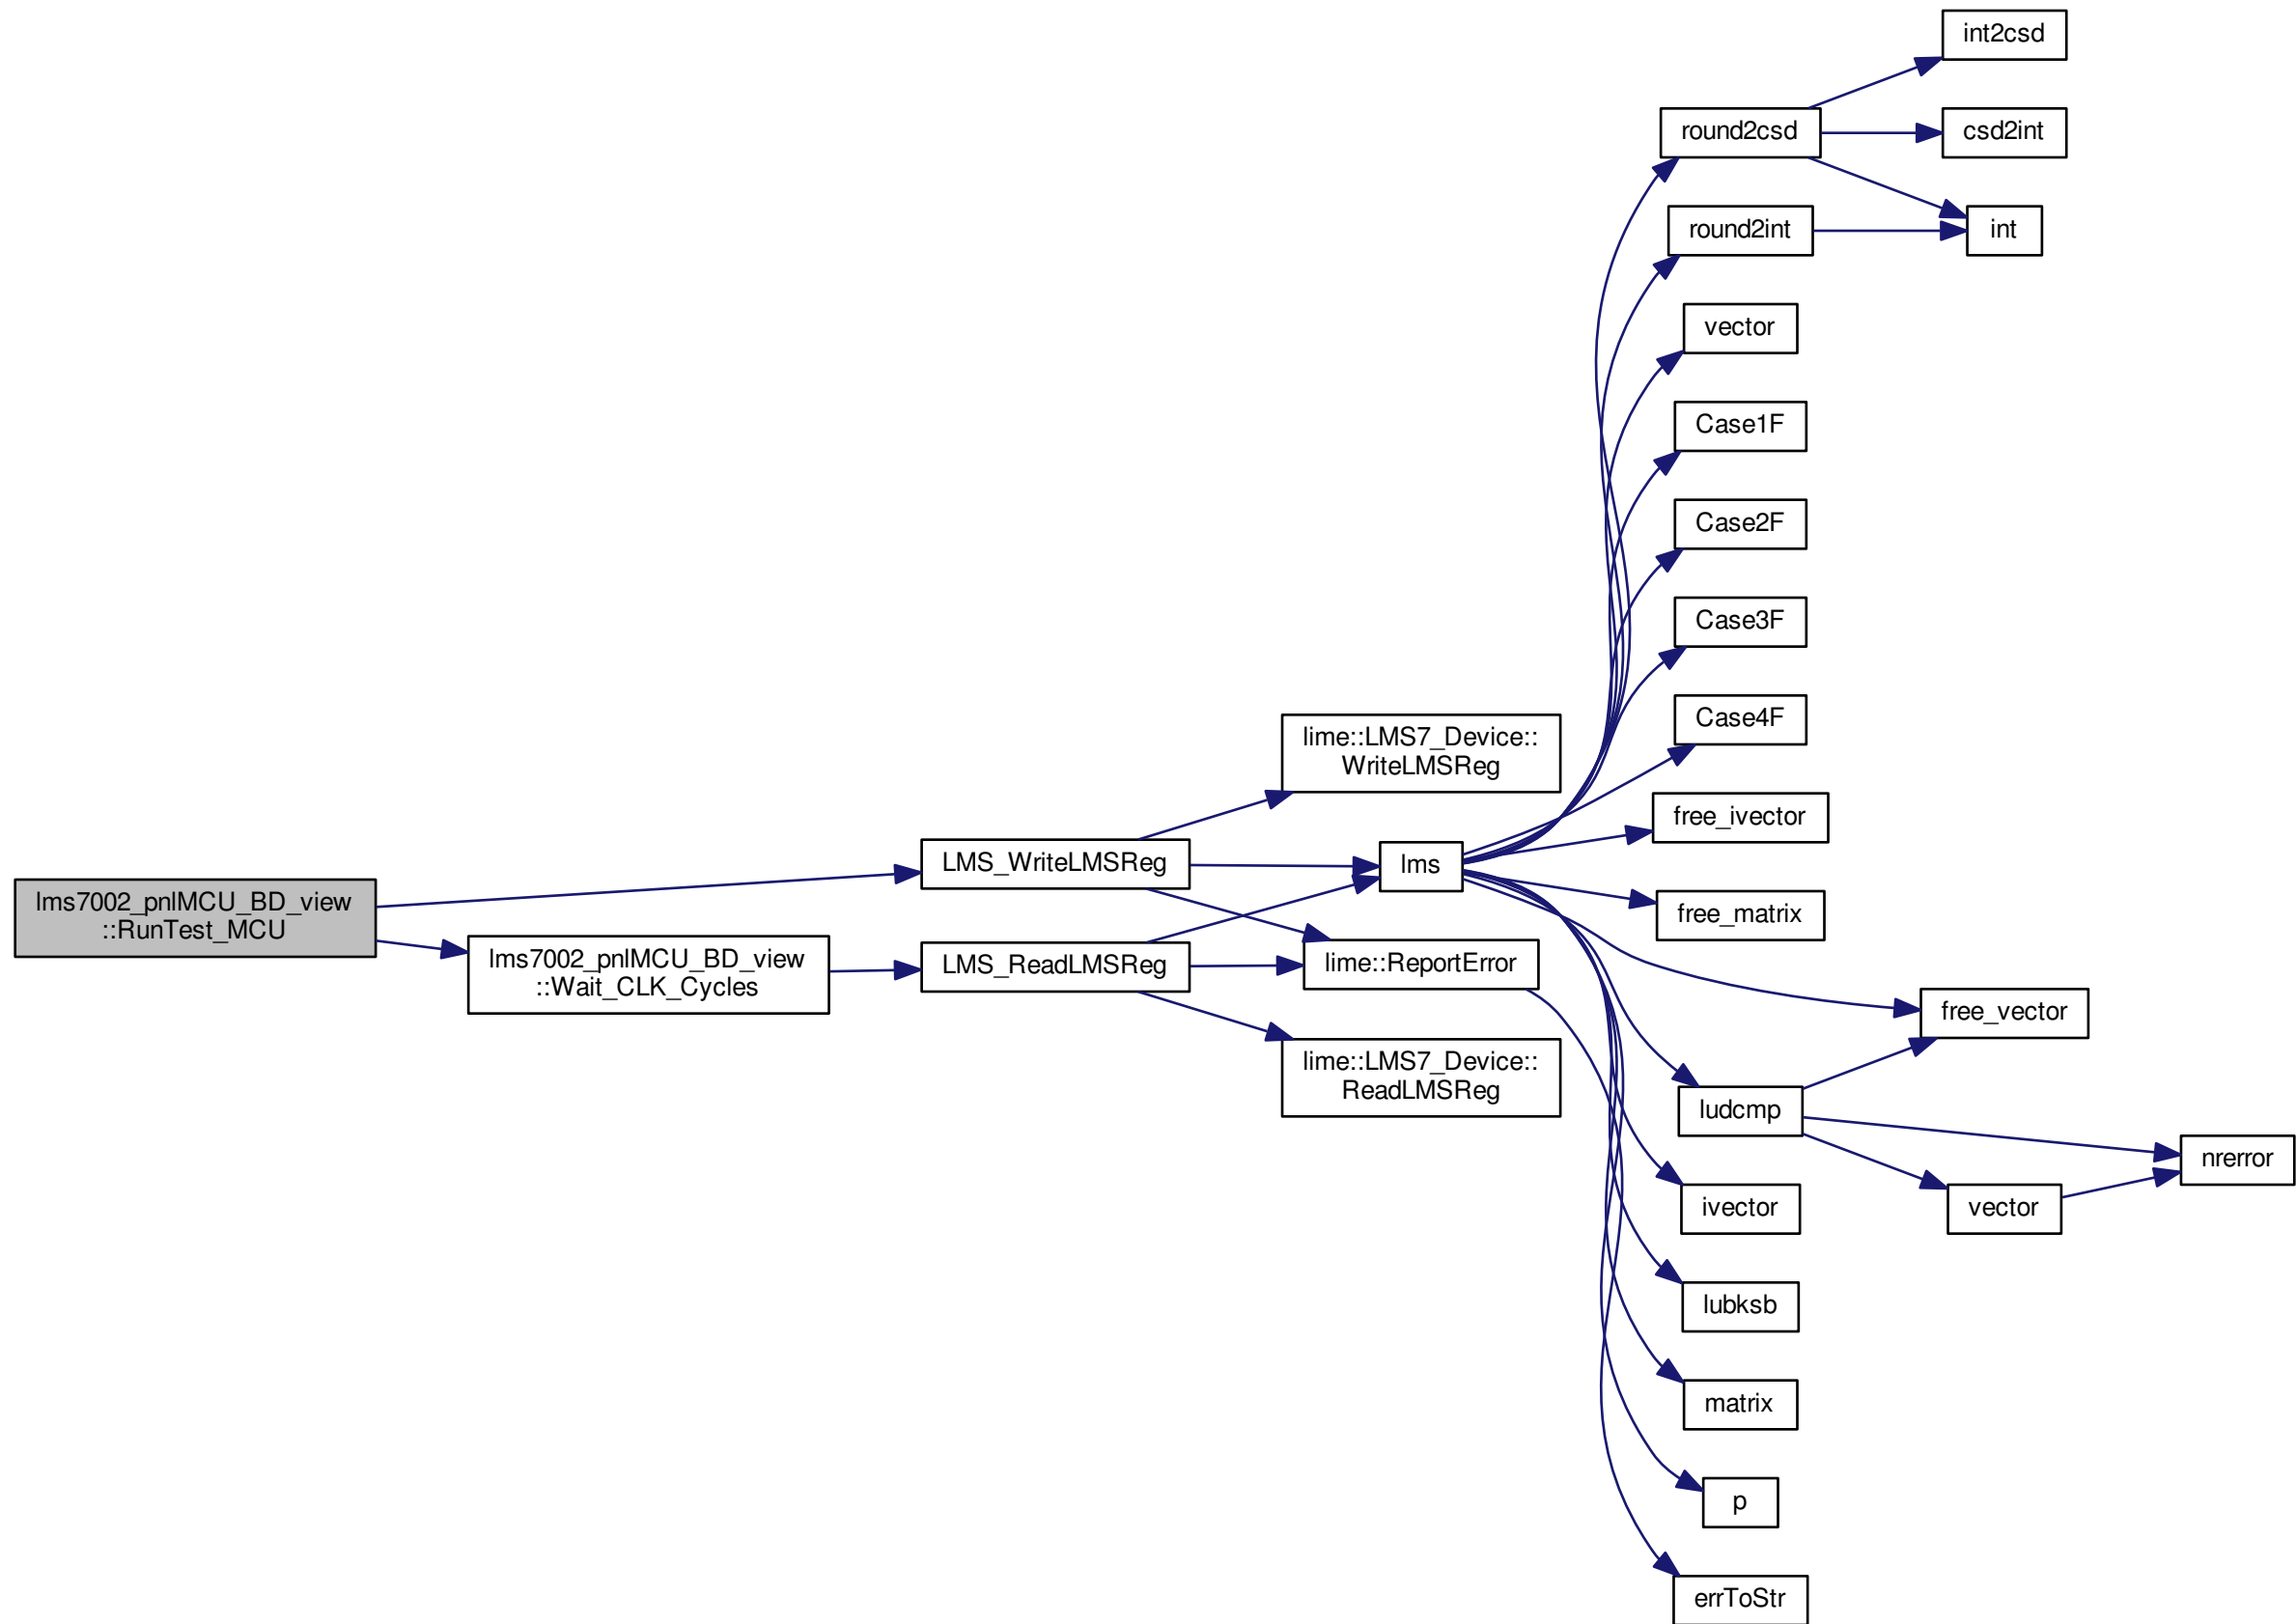 int2csd
round2csd
csd2int
round2int
int
vector
Case1F
Case2F
Case3F
Case4F
lime::LMS7_Device::
WriteLMSReg
free_ivector
LMS_WriteLMSReg
lms
lms7002_pnlMCU_BD_view
::RunTest_MCU
free_matrix
lms7002_pnlMCU_BD_view
::Wait_CLK_Cycles
LMS_ReadLMSReg
lime::ReportError
free_vector
lime::LMS7_Device::
ReadLMSReg
ludcmp
nrerror
ivector
vector
lubksb
matrix
p
errToStr